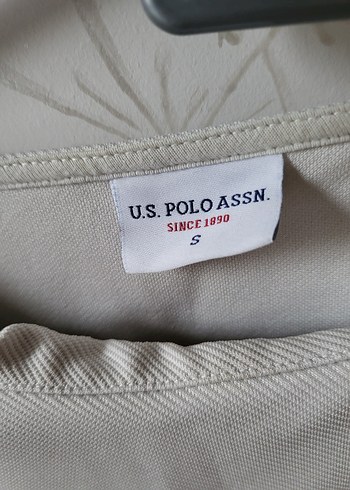 U.S. POLO ASSN.
SINCE 1890
S